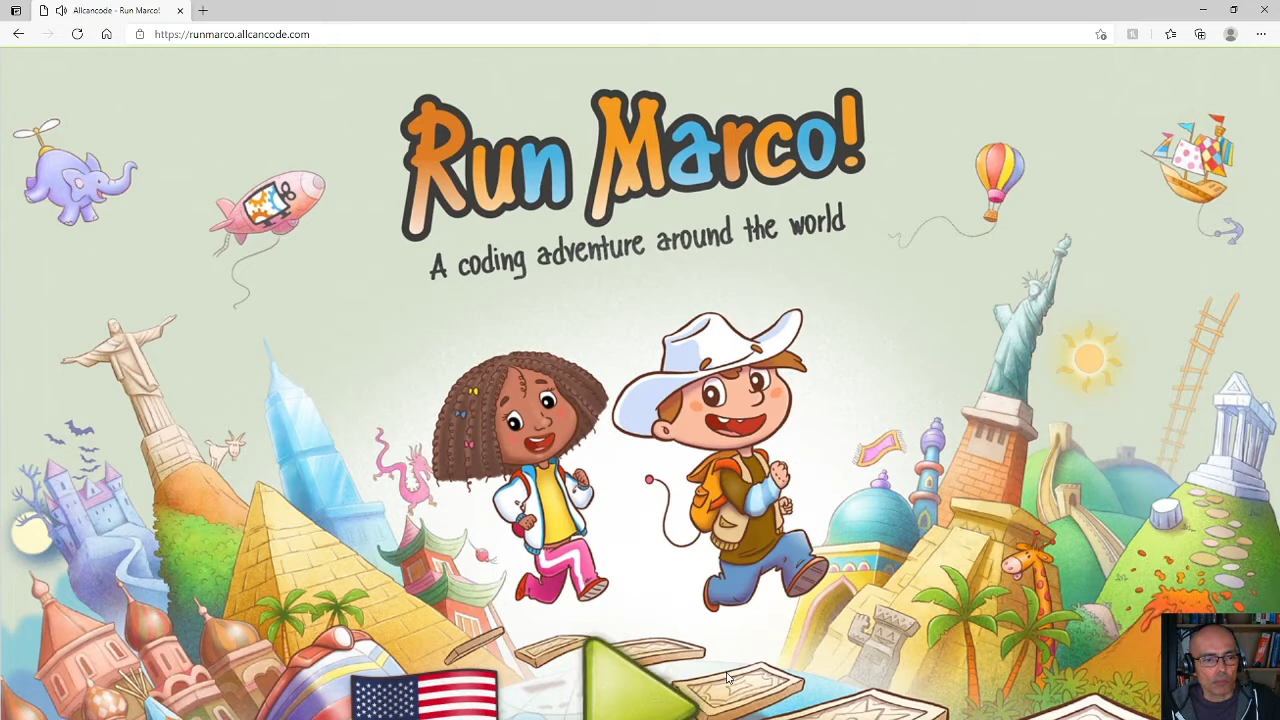 Allcancode - Run Marco!
https://runmarco.allcancode.com
Run Marco!
A coding adventure around the world